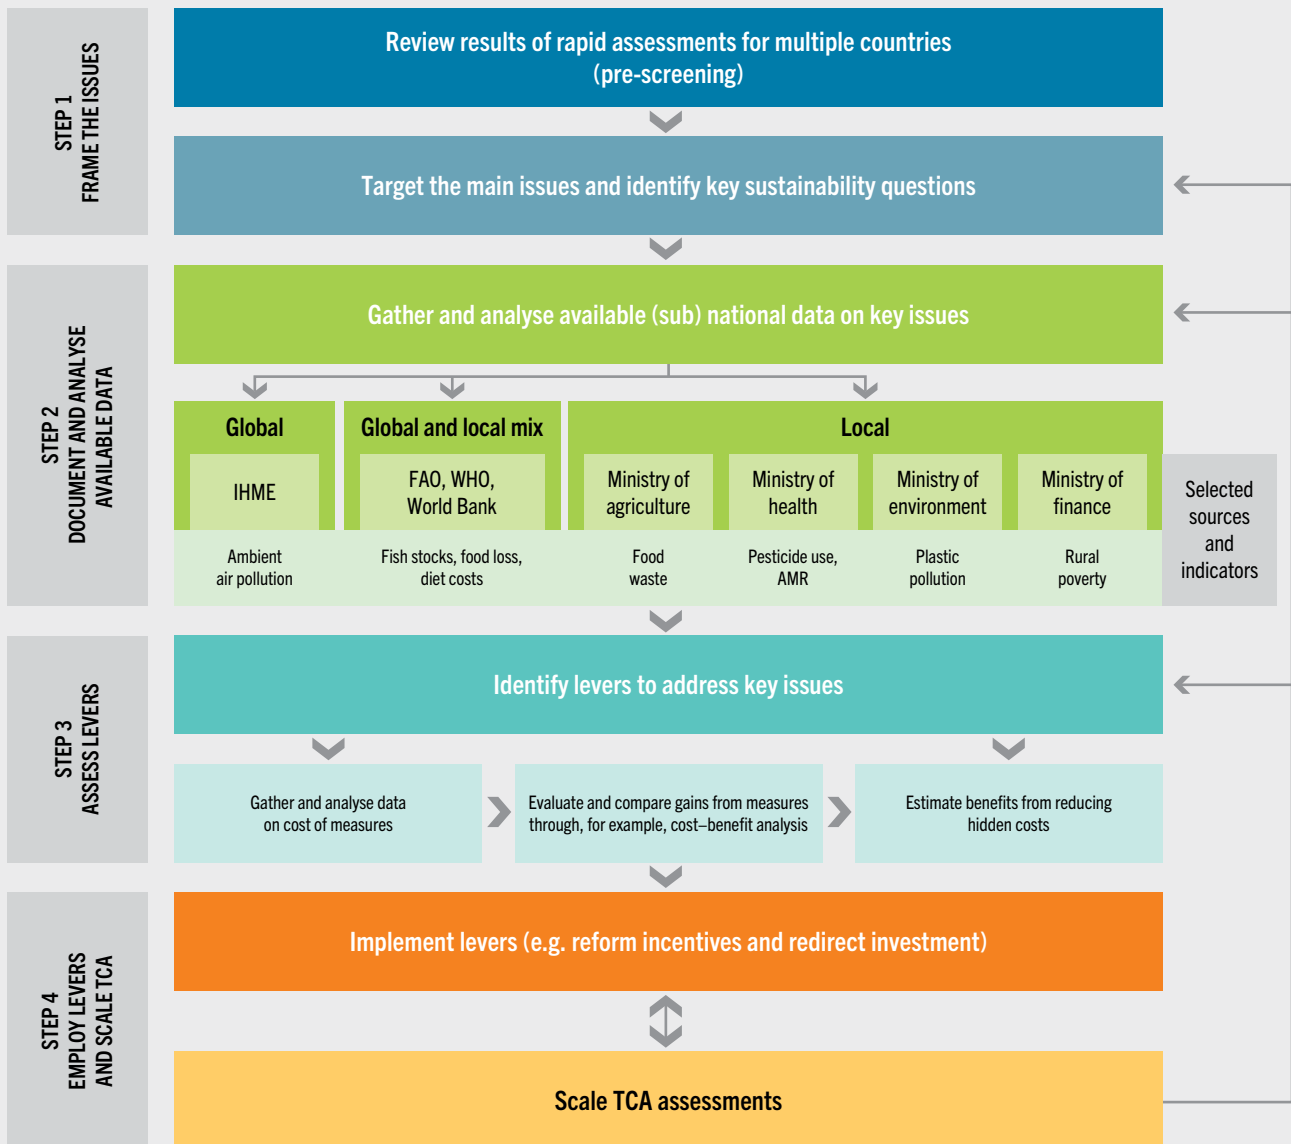 STEP 1
FRAME THE ISSUES
Review results of rapid assessments for multiple countries
(pre-screening)
Target the main issues and identify key sustainability questions
STEP 2
DOCUMENT AND ANALYSE
AVAILABLE DATA
Gather and analyse available (sub) national data on key issues
Global
IHME
Ambient
air pollution
Global and local mix
FAO, WHO,
World Bank
Fish stocks, food loss,
diet costs
Local
Ministry of
agriculture
Food
waste
Ministry of
health
Pesticide use,
AMR
Ministry of
environment
Plastic
pollution
Ministry of
finance
Rural
poverty
Selected
sources
and
indicators
STEP 3
ASSESS LEVERS
Identify levers to address key issues
Gather and analyse data
on cost of measures
Evaluate and compare gains from measures
through, for example, cost–benefit analysis
Estimate benefits from reducing
hidden costs
STEP 4
EMPLOY LEVERS
AND SCALE TCA
Implement levers (e.g. reform incentives and redirect investment)
Scale TCA assessments